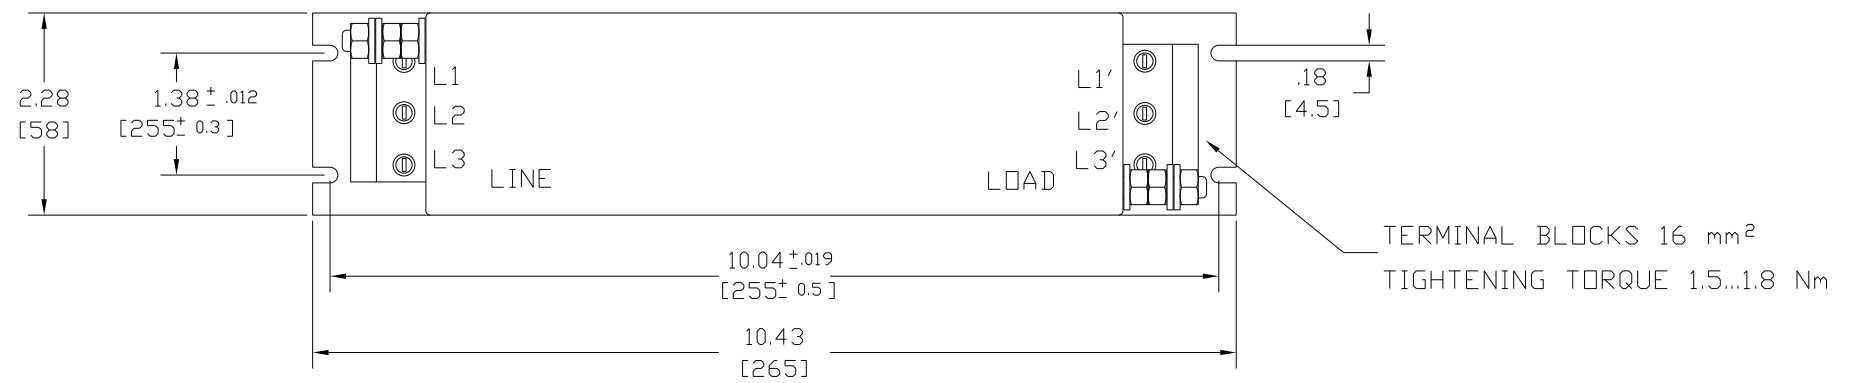 2.28
[58]
1.38 ± .012
[255± 0.3]
L1
L2
L3
LINE
L1'
L2'
L3'
LOAD
.18
[4.5]
TERMINAL BLOCKS 16 mm²
TIGHTENING TORQUE 1.5...1.8 Nm
10.04 ±.019
[255± 0.5]
10.43
[265]